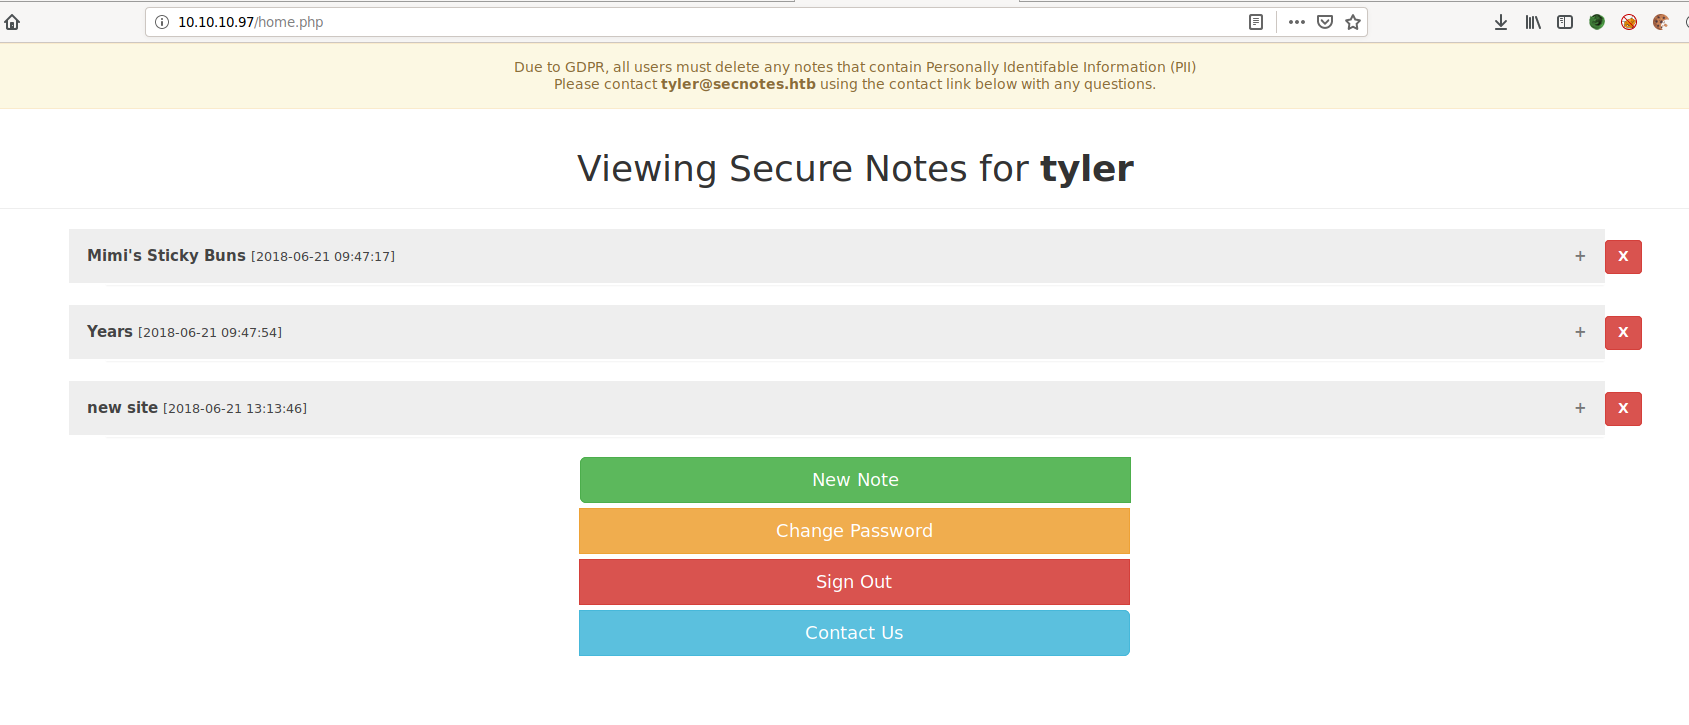 10.10.10.97/home.php
Due to GDPR, all users must delete any notes that contain Personally Identifable Information (PII)
Please contact tyler@secnotes.htb using the contact link below with any questions.
Viewing Secure Notes for tyler
Mimi's Sticky Buns [2018-06-21 09:47:17] + X
Years [2018-06-21 09:47:54] + X
new site [2018-06-21 13:13:46] + X
New Note
Change Password
Sign Out
Contact Us